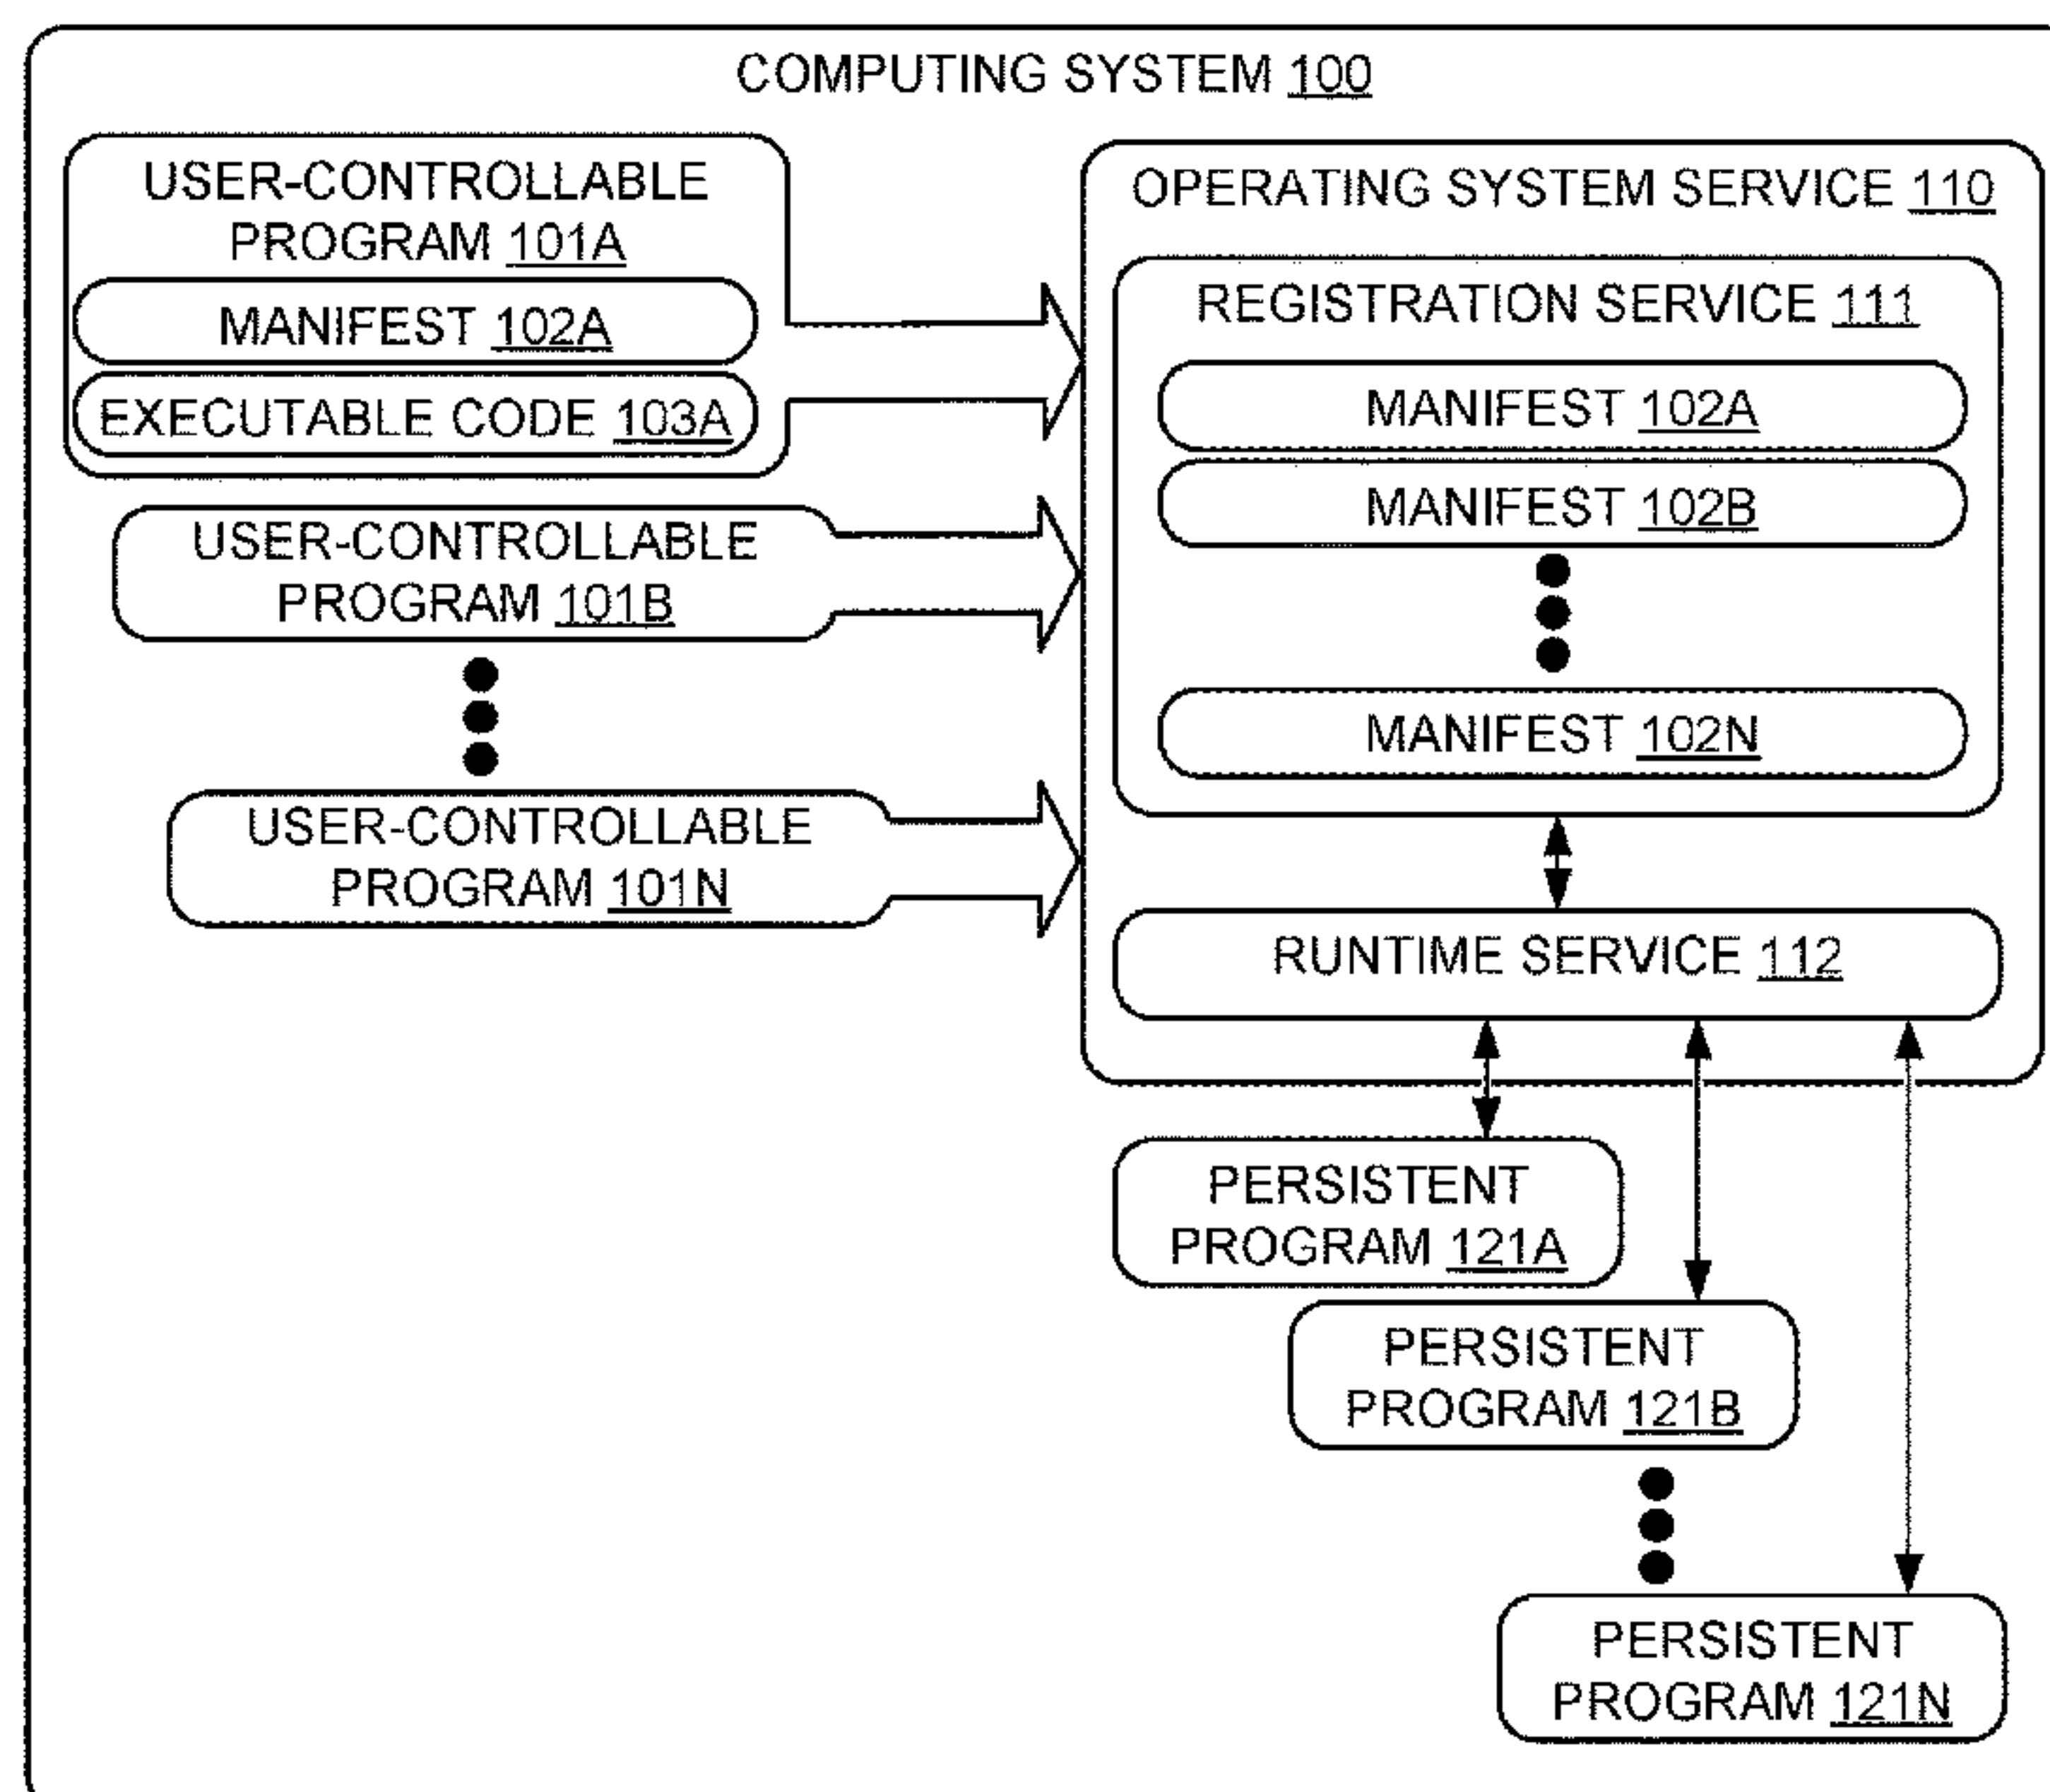 COMPUTING SYSTEM 100
USER-CONTROLLABLE
PROGRAM 101A
MANIFEST 102A
EXECUTABLE CODE 103A
USER-CONTROLLABLE
PROGRAM 101B
USER-CONTROLLABLE
PROGRAM 101N
OPERATING SYSTEM SERVICE 110
REGISTRATION SERVICE 111
MANIFEST 102A
MANIFEST 102B
MANIFEST 102N
RUNTIME SERVICE 112
PERSISTENT
PROGRAM 121A
PERSISTENT
PROGRAM 121B
PERSISTENT
PROGRAM 121N